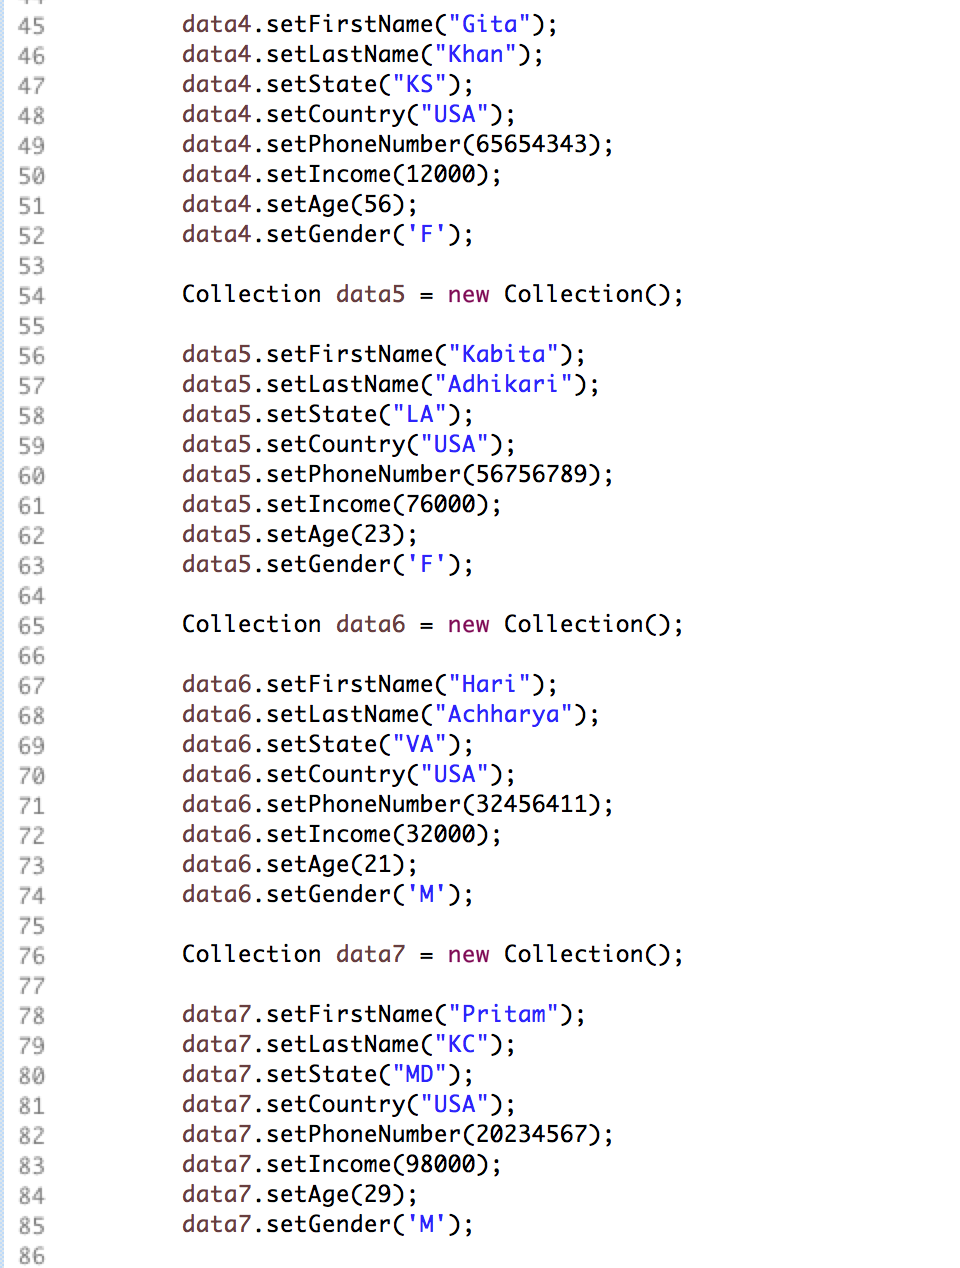 45 data4.setFirstName("Gita");
46 data4.setLastName("Khan");
47 data4.setState("KS");
48 data4.setCountry("USA");
49 data4.setPhoneNumber(65654343);
50 data4.setIncome(12000);
51 data4.setAge(56);
52 data4.setGender('F');
53
54 Collection data5 = new Collection();
55
56 data5.setFirstName("Kabita");
57 data5.setLastName("Adhikari");
58 data5.setState("LA");
59 data5.setCountry("USA");
60 data5.setPhoneNumber(56756789);
61 data5.setIncome(76000);
62 data5.setAge(23);
63 data5.setGender('F');
64
65 Collection data6 = new Collection();
66
67 data6.setFirstName("Hari");
68 data6.setLastName("Achharya");
69 data6.setState("VA");
70 data6.setCountry("USA");
71 data6.setPhoneNumber(32456411);
72 data6.setIncome(32000);
73 data6.setAge(21);
74 data6.setGender('M');
75
76 Collection data7 = new Collection();
77
78 data7.setFirstName("Pritam");
79 data7.setLastName("KC");
80 data7.setState("MD");
81 data7.setCountry("USA");
82 data7.setPhoneNumber(20234567);
83 data7.setIncome(98000);
84 data7.setAge(29);
85 data7.setGender('M');
86